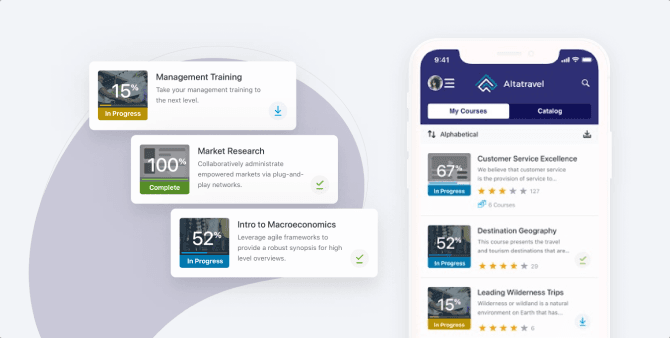 15%
In Progress
Management Training
Take your management training to
the next level.
100%
Complete
Market Research
Collaboratively administrate
empowered markets via plug-and-
play networks.
52%
In Progress
Intro to Macroeconomics
Leverage agile frameworks to
provide a robust synopsis for high
level overviews.
9:41
Altatravel
My Courses
Catalog
Alphabetical
67%
In Progress
Customer Service Excellence
We believe that customer service
is the provision of service to...
127
6 Courses
52%
In Progress
Destination Geography
This course presents the travel
and tourism destinations that are...
29
15%
In Progress
Leading Wilderness Trips
Wilderness or wildland is a natural
environment on Earth that has...
6